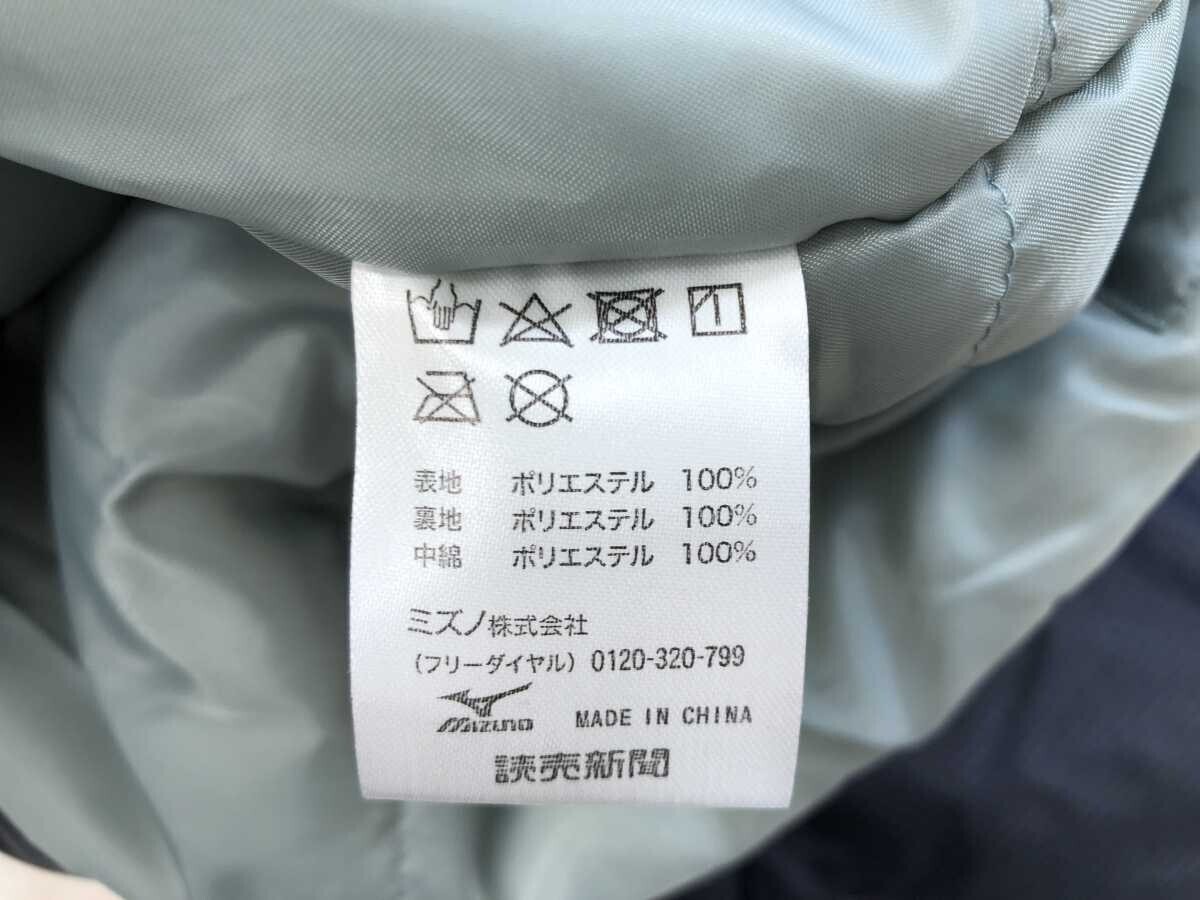 表地 ポリエステル 100%
裏地 ポリエステル 100%
中綿 ポリエステル 100%
ミズノ株式会社
(フリーダイヤル) 0120-320-799
Mizuno MADE IN CHINA
読売新聞